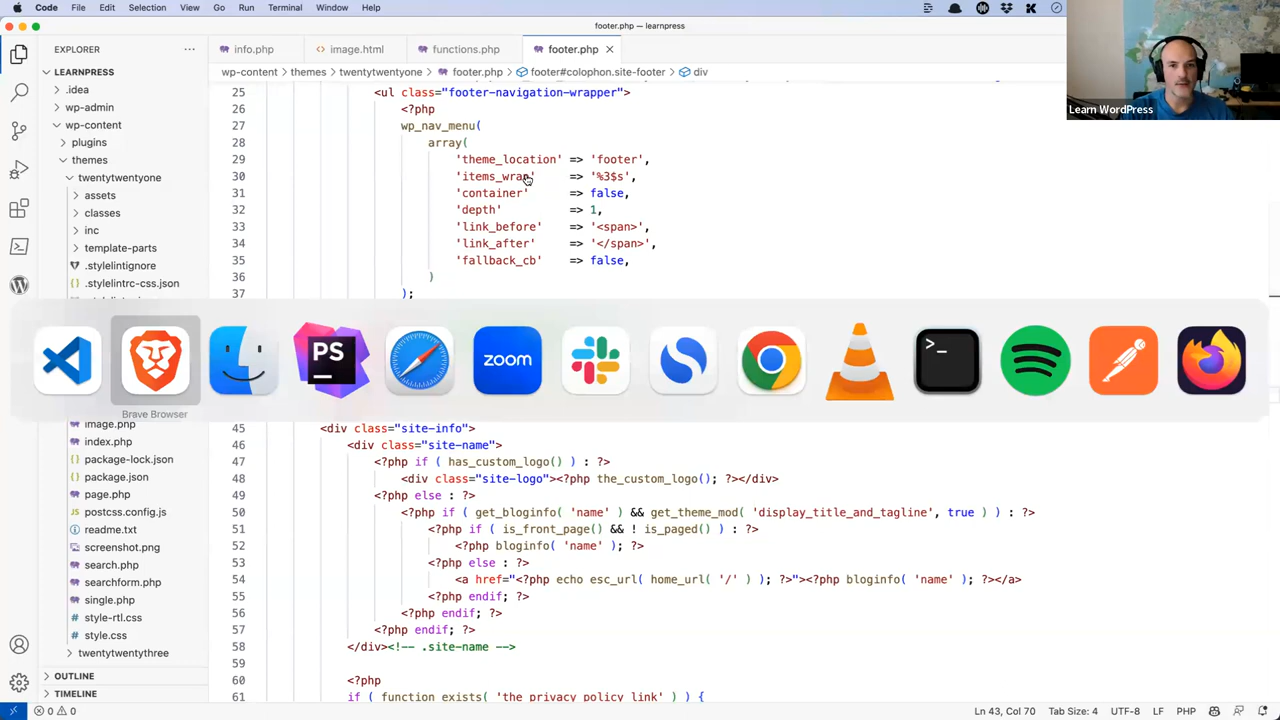 Code File Edit Selection View Go Run Terminal Window Help
footer.php — learnpress
EXPLORER
info.php
image.html
functions.php
footer.php
LEARNPRESS
wp-content > themes > twentytwentyone > footer.php > footer#colophon.site-footer > div
.idea
wp-admin
wp-content
plugins
themes
twentytwentyone
assets
classes
inc
template-parts
.stylelintignore
.stylelintrc-css.json
25 <ul class="footer-navigation-wrapper">
26 <?php
27 wp_nav_menu(
28 array(
29 'theme_location' => 'footer',
30 'items_wrap' => '%3$s',
31 'container' => false,
32 'depth' => 1,
33 'link_before' => '<span>',
34 'link_after' => '</span>',
35 'fallback_cb' => false,
36 )
37 );
Learn WordPress
PS
zoom
>_
Brave Browser
image.php
index.php
package-lock.json
package.json
page.php
postcss.config.js
readme.txt
screenshot.png
search.php
searchform.php
single.php
style-rtl.css
style.css
twentytwentythree
OUTLINE
TIMELINE
45 <div class="site-info">
46 <div class="site-name">
47 <?php if ( has_custom_logo() ) : ?>
48 <div class="site-logo"><?php the_custom_logo(); ?></div>
49 <?php else : ?>
50 <?php if ( get_bloginfo( 'name' ) && get_theme_mod( 'display_title_and_tagline', true ) ) : ?>
51 <?php if ( is_front_page() && ! is_paged() ) : ?>
52 <?php bloginfo( 'name' ); ?>
53 <?php else : ?>
54 <a href="<?php echo esc_url( home_url( '/' ) ); ?>"><?php bloginfo( 'name' ); ?></a>
55 <?php endif; ?>
56 <?php endif; ?>
57 <?php endif; ?>
58 </div><!-- .site-name -->
59
60 <?php
61 if ( function_exists( 'the_privacy_policy_link' ) ) {
0 0
Ln 43, Col 70 Tab Size: 4 UTF-8 LF PHP